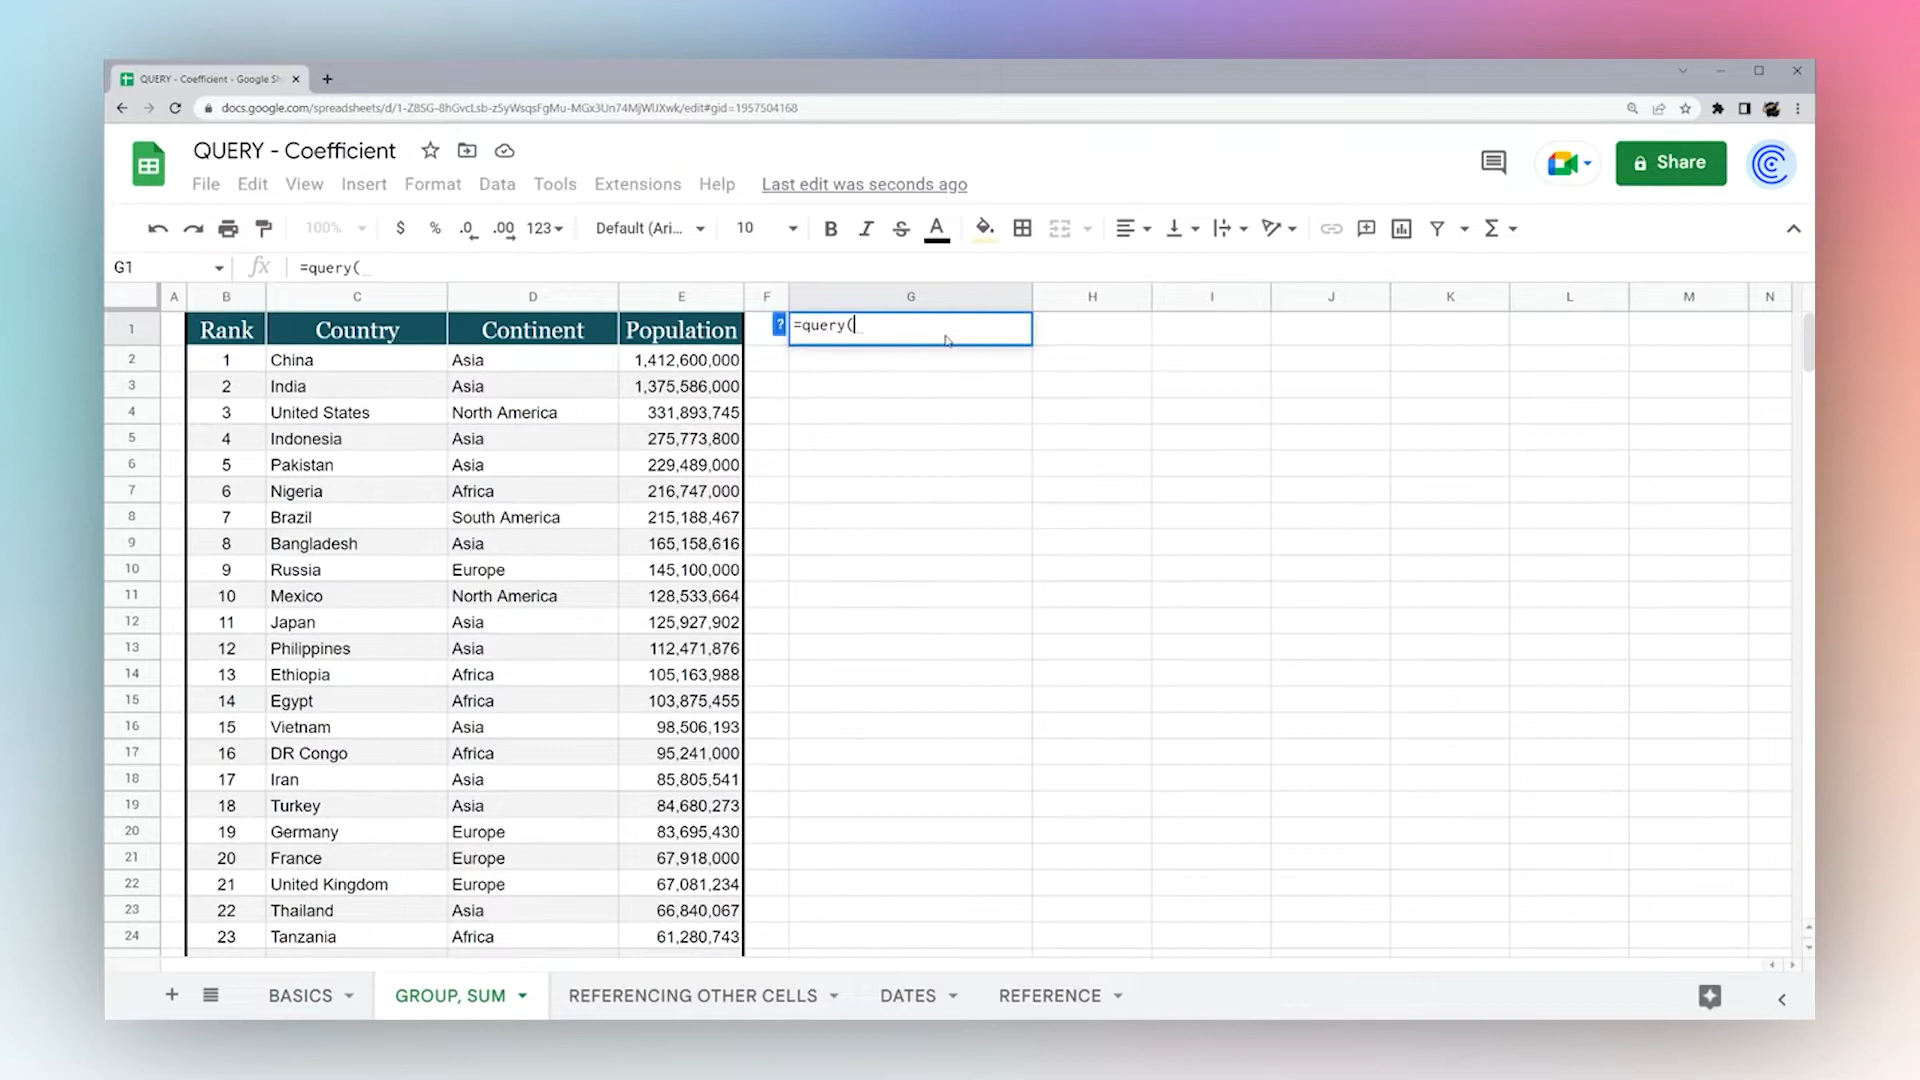 QUERY - Coefficient - Google Sh
docs.google.com/spreadsheets/d/1-Z8SG-8hGvcLsb-z5yWsqsFgMu-MGx3Un74MjWUXwk/edit#gid=1957504168
QUERY - Coefficient
File Edit View Insert Format Data Tools Extensions Help Last edit was seconds ago
Share
100% $ % .0 .00 123 Default (Ari... 10 B I S A
G1 fx =query(
A B C D E F G H I J K L M N
1 Rank Country Continent Population ? =query(
2 1 China Asia 1,412,600,000
3 2 India Asia 1,375,586,000
4 3 United States North America 331,893,745
5 4 Indonesia Asia 275,773,800
6 5 Pakistan Asia 229,489,000
7 6 Nigeria Africa 216,747,000
8 7 Brazil South America 215,188,467
9 8 Bangladesh Asia 165,158,616
10 9 Russia Europe 145,100,000
11 10 Mexico North America 128,533,664
12 11 Japan Asia 125,927,902
13 12 Philippines Asia 112,471,876
14 13 Ethiopia Africa 105,163,988
15 14 Egypt Africa 103,875,455
16 15 Vietnam Asia 98,506,193
17 16 DR Congo Africa 95,241,000
18 17 Iran Asia 85,805,541
19 18 Turkey Asia 84,680,273
20 19 Germany Europe 83,695,430
21 20 France Europe 67,918,000
22 21 United Kingdom Europe 67,081,234
23 22 Thailand Asia 66,840,067
24 23 Tanzania Africa 61,280,743
BASICS GROUP, SUM REFERENCING OTHER CELLS DATES REFERENCE